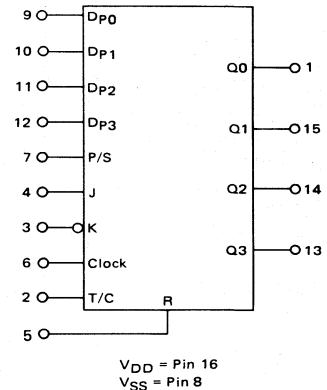 9 DP0
10 DP1 Q0 1
11 DP2
12 DP3 Q1 15
7 P/S
4 J Q2 14
3 K
6 Clock Q3 13
2 T/C
R
5
VDD = Pin 16
VSS = Pin 8